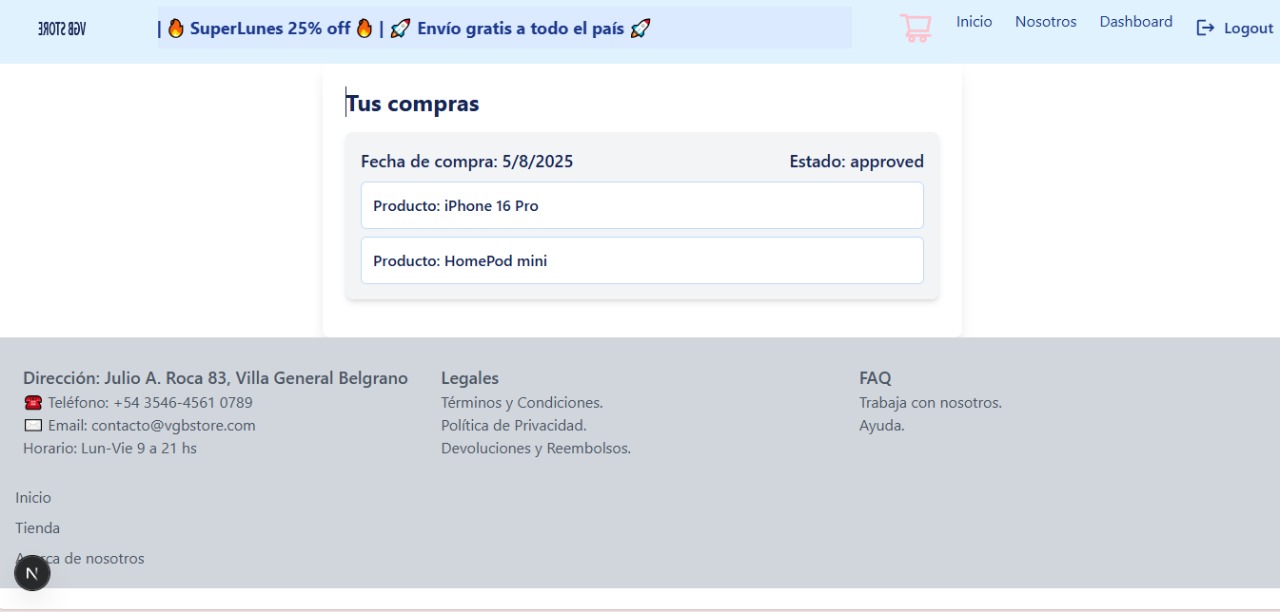 VGB STORE
| 🔥 SuperLunes 25% off 🔥 | 🚀 Envío gratis a todo el país 🚀
Inicio
Nosotros
Dashboard
Logout
Tus compras
Fecha de compra: 5/8/2025
Estado: approved
Producto: iPhone 16 Pro
Producto: HomePod mini
Dirección: Julio A. Roca 83, Villa General Belgrano
☎️ Teléfono: +54 3546-4561 0789
✉️ Email: contacto@vgbstore.com
Horario: Lun-Vie 9 a 21 hs
Legales
Términos y Condiciones.
Política de Privacidad.
Devoluciones y Reembolsos.
FAQ
Trabaja con nosotros.
Ayuda.
Inicio
Tienda
Acerca de nosotros
N